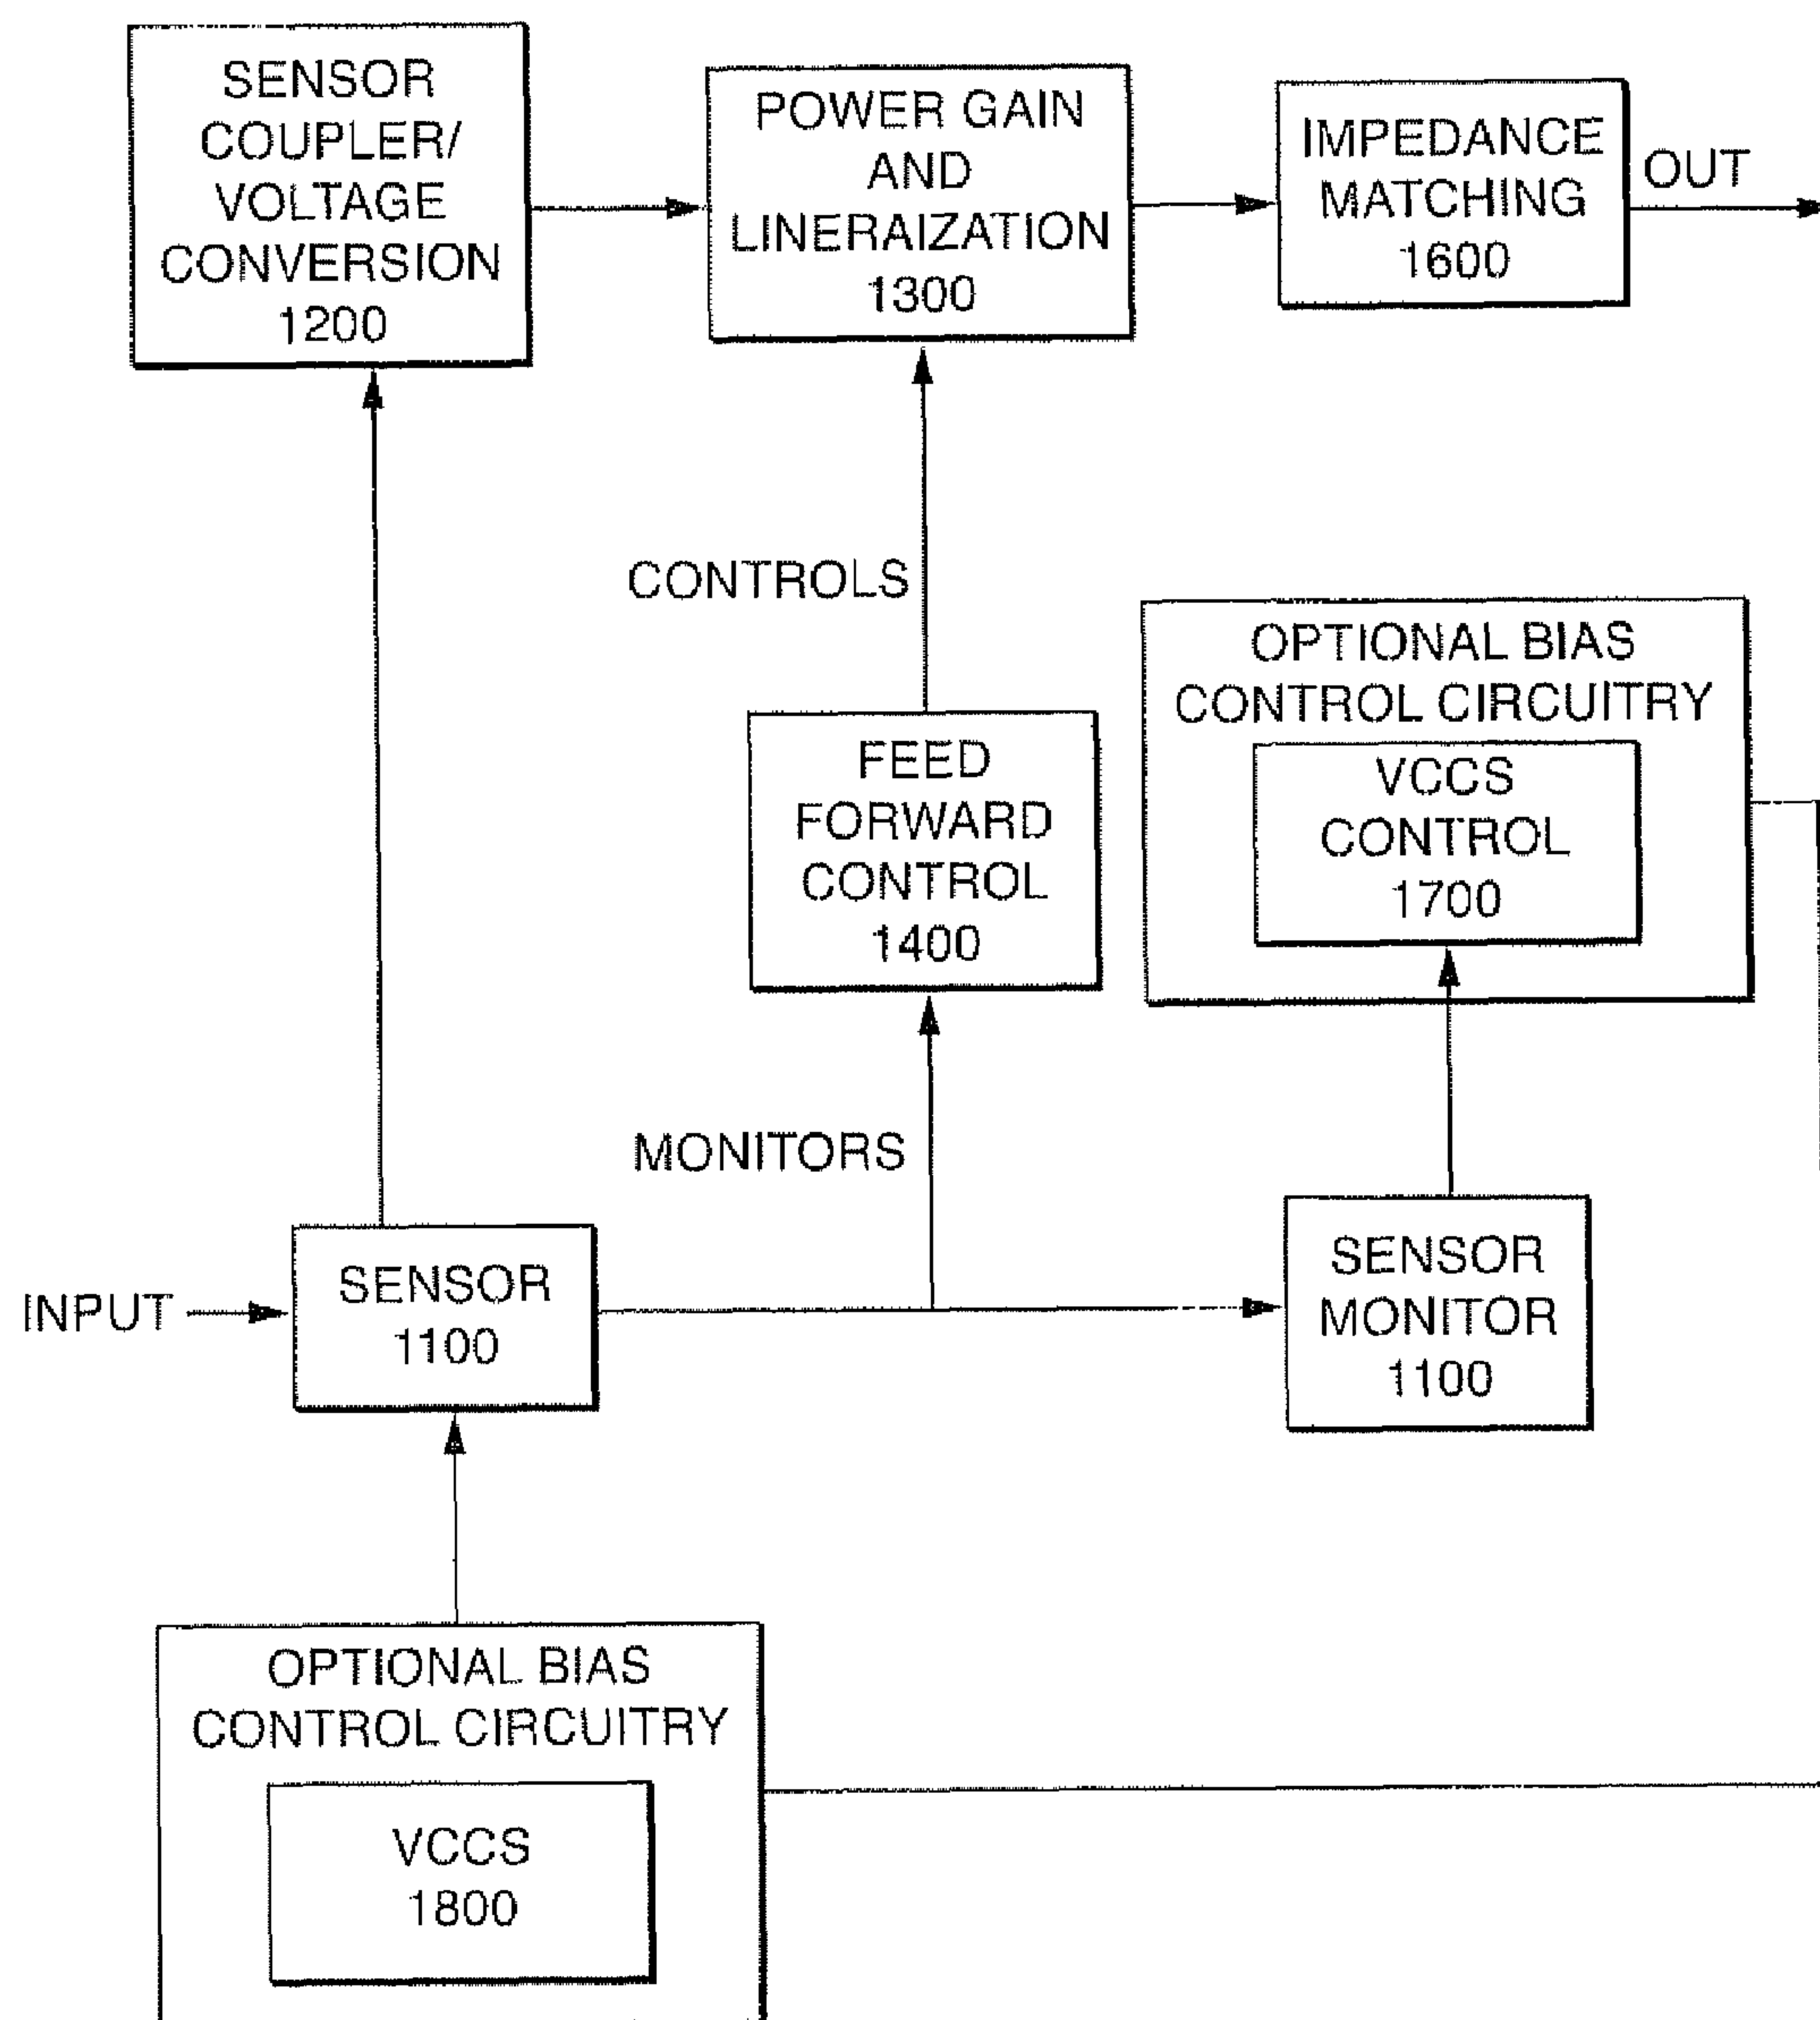 SENSOR
COUPLER/
VOLTAGE
CONVERSION
1200
POWER GAIN
AND
LINERAIZATION
1300
IMPEDANCE
MATCHING
1600
OUT
CONTROLS
OPTIONAL BIAS
CONTROL CIRCUITRY
VCCS
CONTROL
1700
FEED
FORWARD
CONTROL
1400
MONITORS
INPUT
SENSOR
1100
SENSOR
MONITOR
1100
OPTIONAL BIAS
CONTROL CIRCUITRY
VCCS
1800